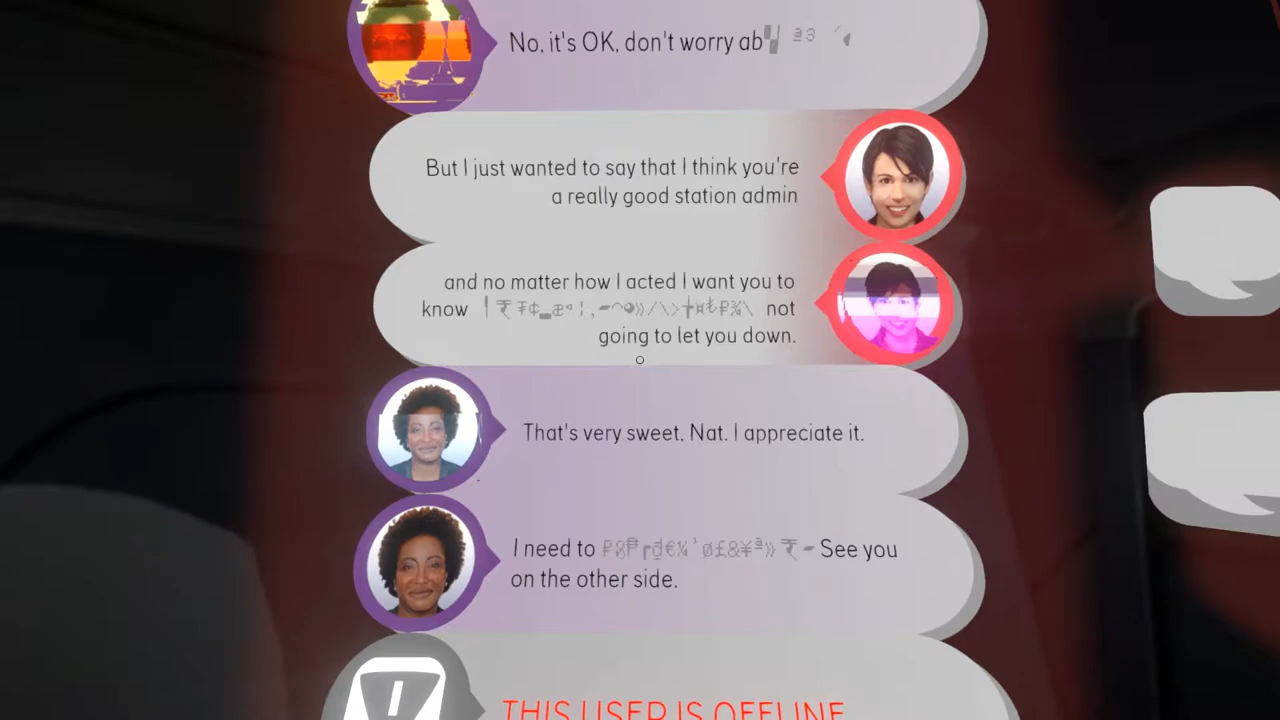 No, it's OK, don't worry ab
But I just wanted to say that I think you're
a really good station admin
and no matter how I acted I want you to
know not
going to let you down.
That's very sweet, Nat. I appreciate it.
I need to See you
on the other side.
THIS USER IS OFFLINE